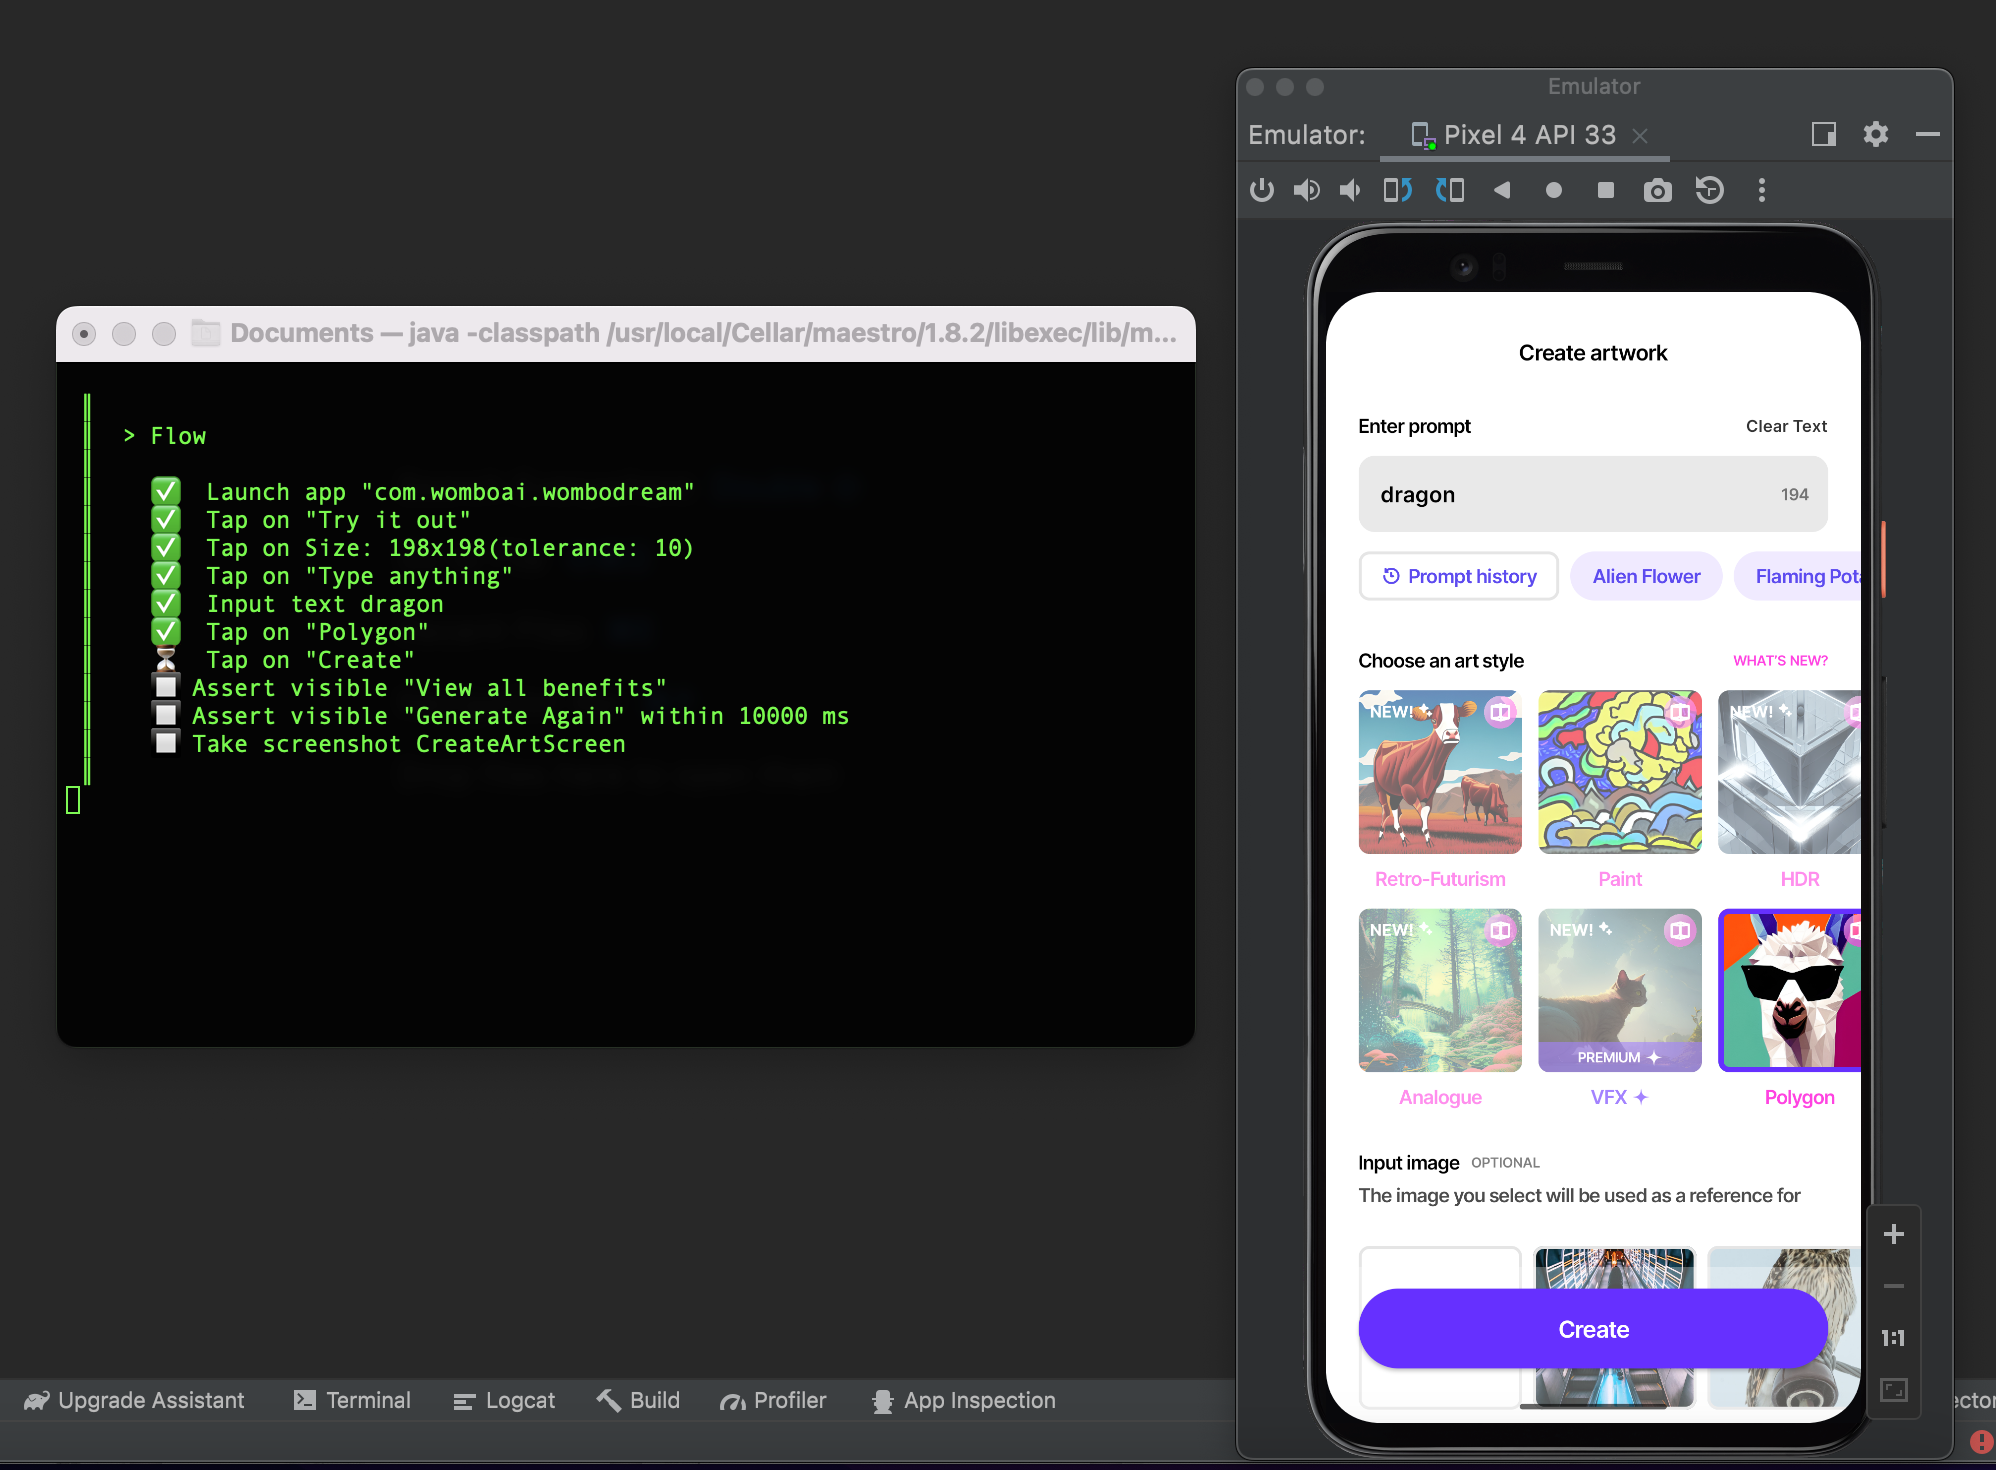 Documents — java -classpath /usr/local/Cellar/maestro/1.8.2/libexec/lib/m...
> Flow
Launch app "com.womboai.wombodream"
Tap on "Try it out"
Tap on Size: 198x198(tolerance: 10)
Tap on "Type anything"
Input text dragon
Tap on "Polygon"
Tap on "Create"
Assert visible "View all benefits"
Assert visible "Generate Again" within 10000 ms
Take screenshot CreateArtScreen
Emulator
Emulator: Pixel 4 API 33
Create artwork
Enter prompt Clear Text
dragon 194
Prompt history Alien Flower Flaming Pota
Choose an art style WHAT'S NEW?
NEW! NEW!
Retro-Futurism Paint HDR
NEW! NEW!
PREMIUM
Analogue VFX Polygon
Input image OPTIONAL
The image you select will be used as a reference for
Create
1:1
Upgrade Assistant Terminal Logcat Build Profiler App Inspection ector